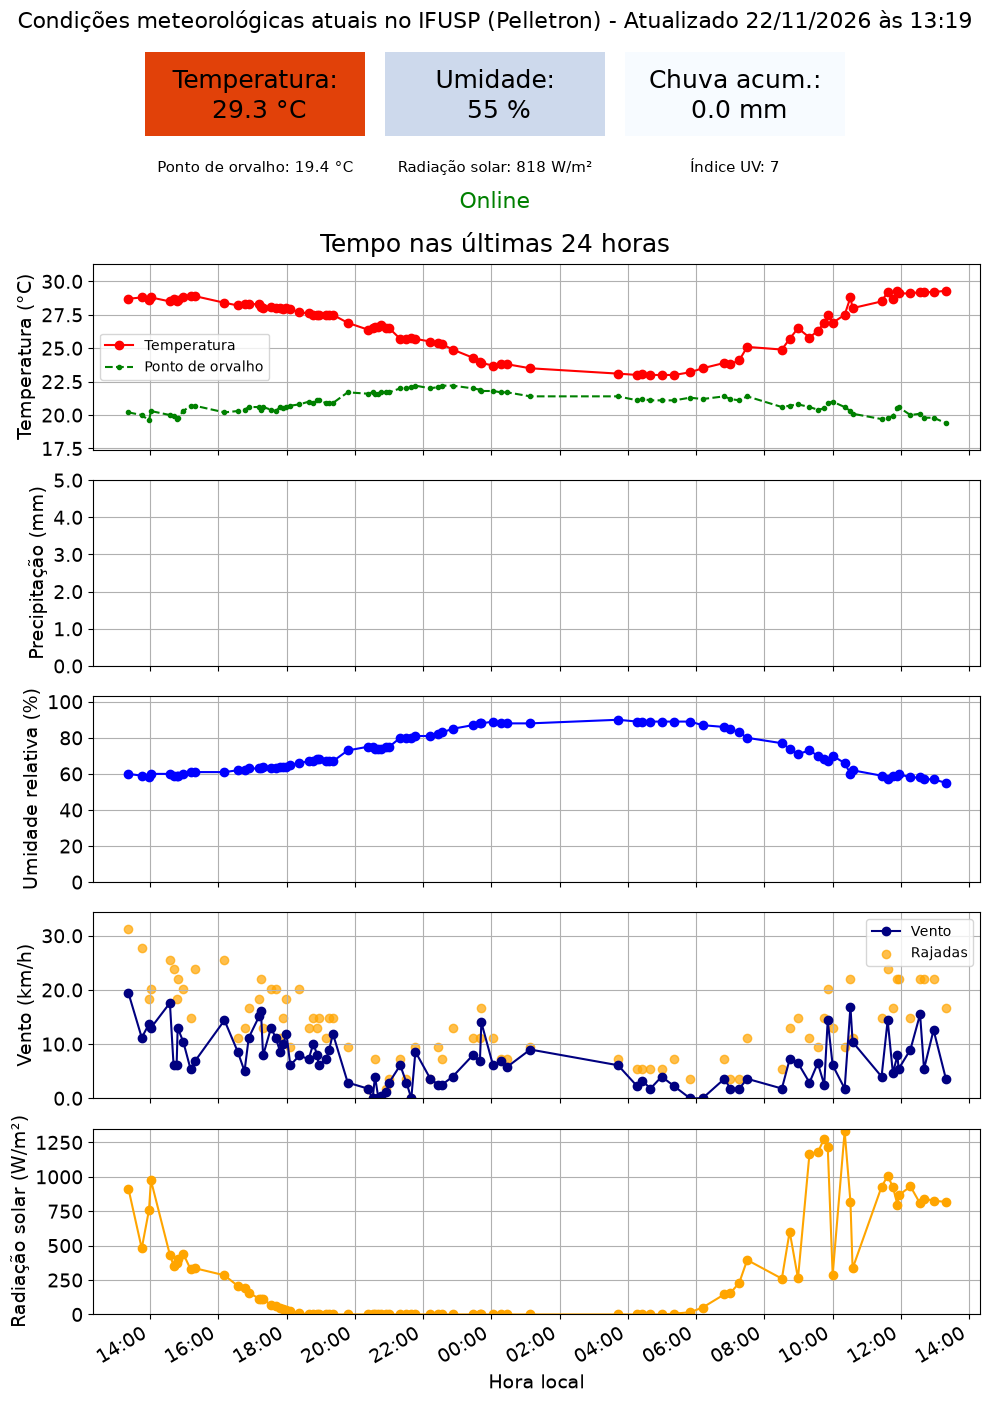 Condições meteorológicas atuais no IFUSP (Pelletron) - Atualizado 22/11/2026 às 13:19
Temperatura:
29.3 °C
Umidade:
55 %
Chuva acum.:
0.0 mm
Ponto de orvalho: 19.4 °C
Radiação solar: 818 W/m²
Índice UV: 7
Online
Tempo nas últimas 24 horas
Temperatura (°C)
30.0
27.5
25.0
22.5
20.0
17.5
Temperatura
Ponto de orvalho
Precipitação (mm)
5.0
4.0
3.0
2.0
1.0
0.0
Umidade relativa (%)
100
80
60
40
20
0
Vento (km/h)
30.0
20.0
10.0
0.0
Vento
Rajadas
Radiação solar (W/m²)
1250
1000
750
500
250
0
14:00
16:00
18:00
20:00
22:00
00:00
02:00
04:00
06:00
08:00
10:00
12:00
14:00
Hora local